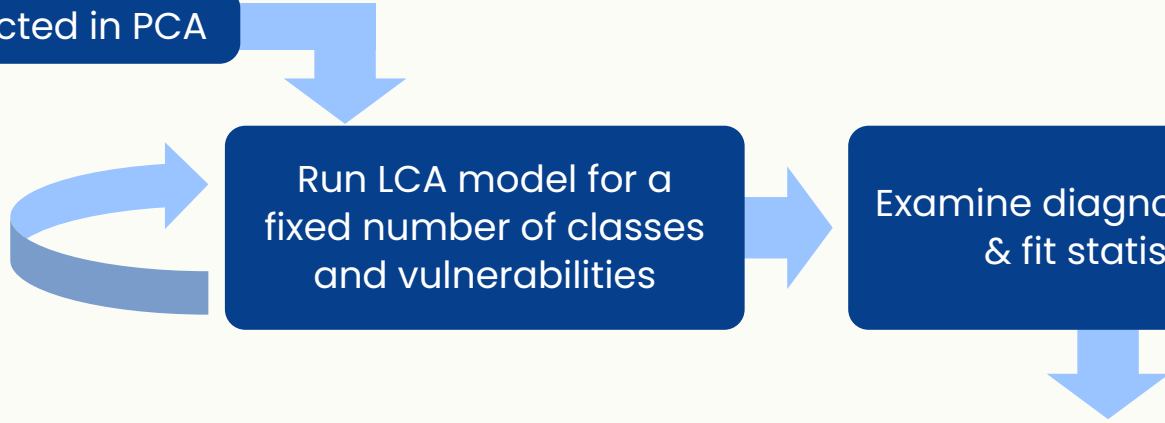 cted in PCA
Run LCA model for a
fixed number of classes
and vulnerabilities
Examine diagno
& fit statis